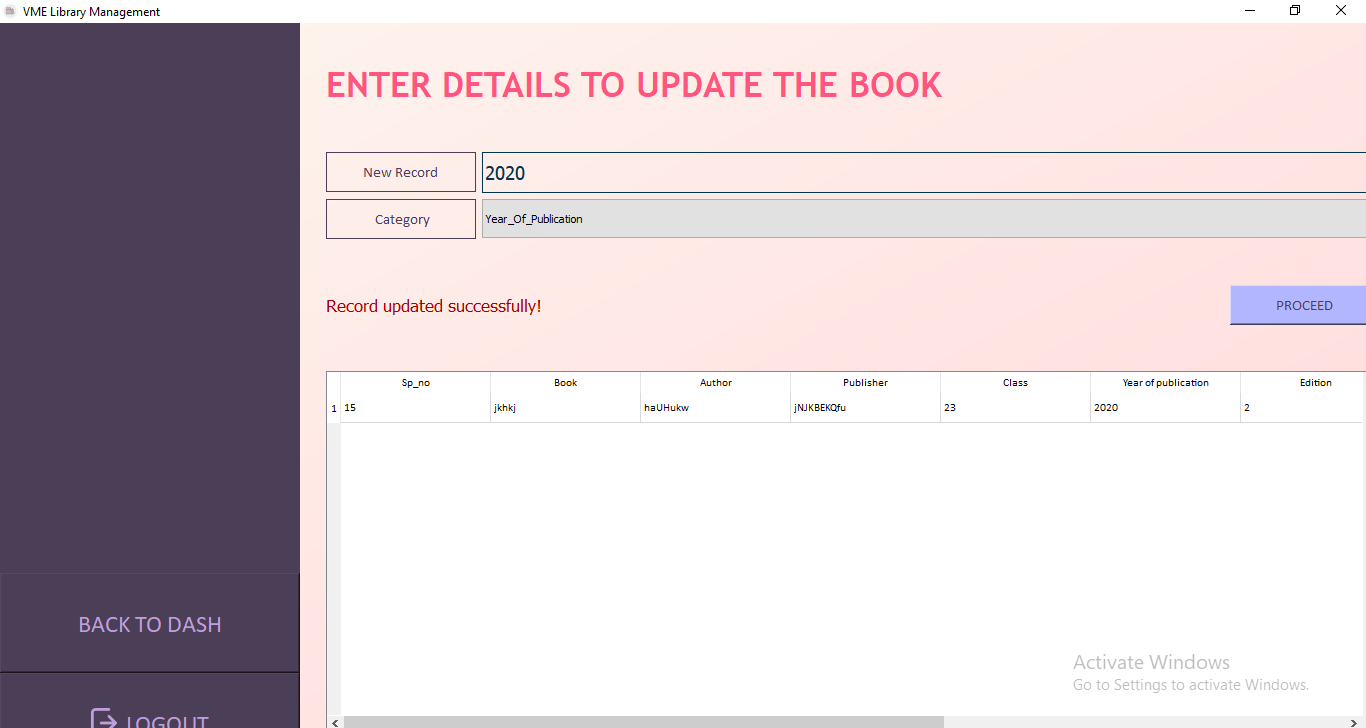 VME Library Management
ENTER DETAILS TO UPDATE THE BOOK
New Record 2020
Category Year_Of_Publication
Record updated successfully! PROCEED
Sp_no Book Author Publisher Class Year of publication Edition
1 15 jkhkj haUHukw jNJKBEKQfu 23 2020 2
BACK TO DASH
Activate Windows
Go to Settings to activate Windows.
LOGOUT